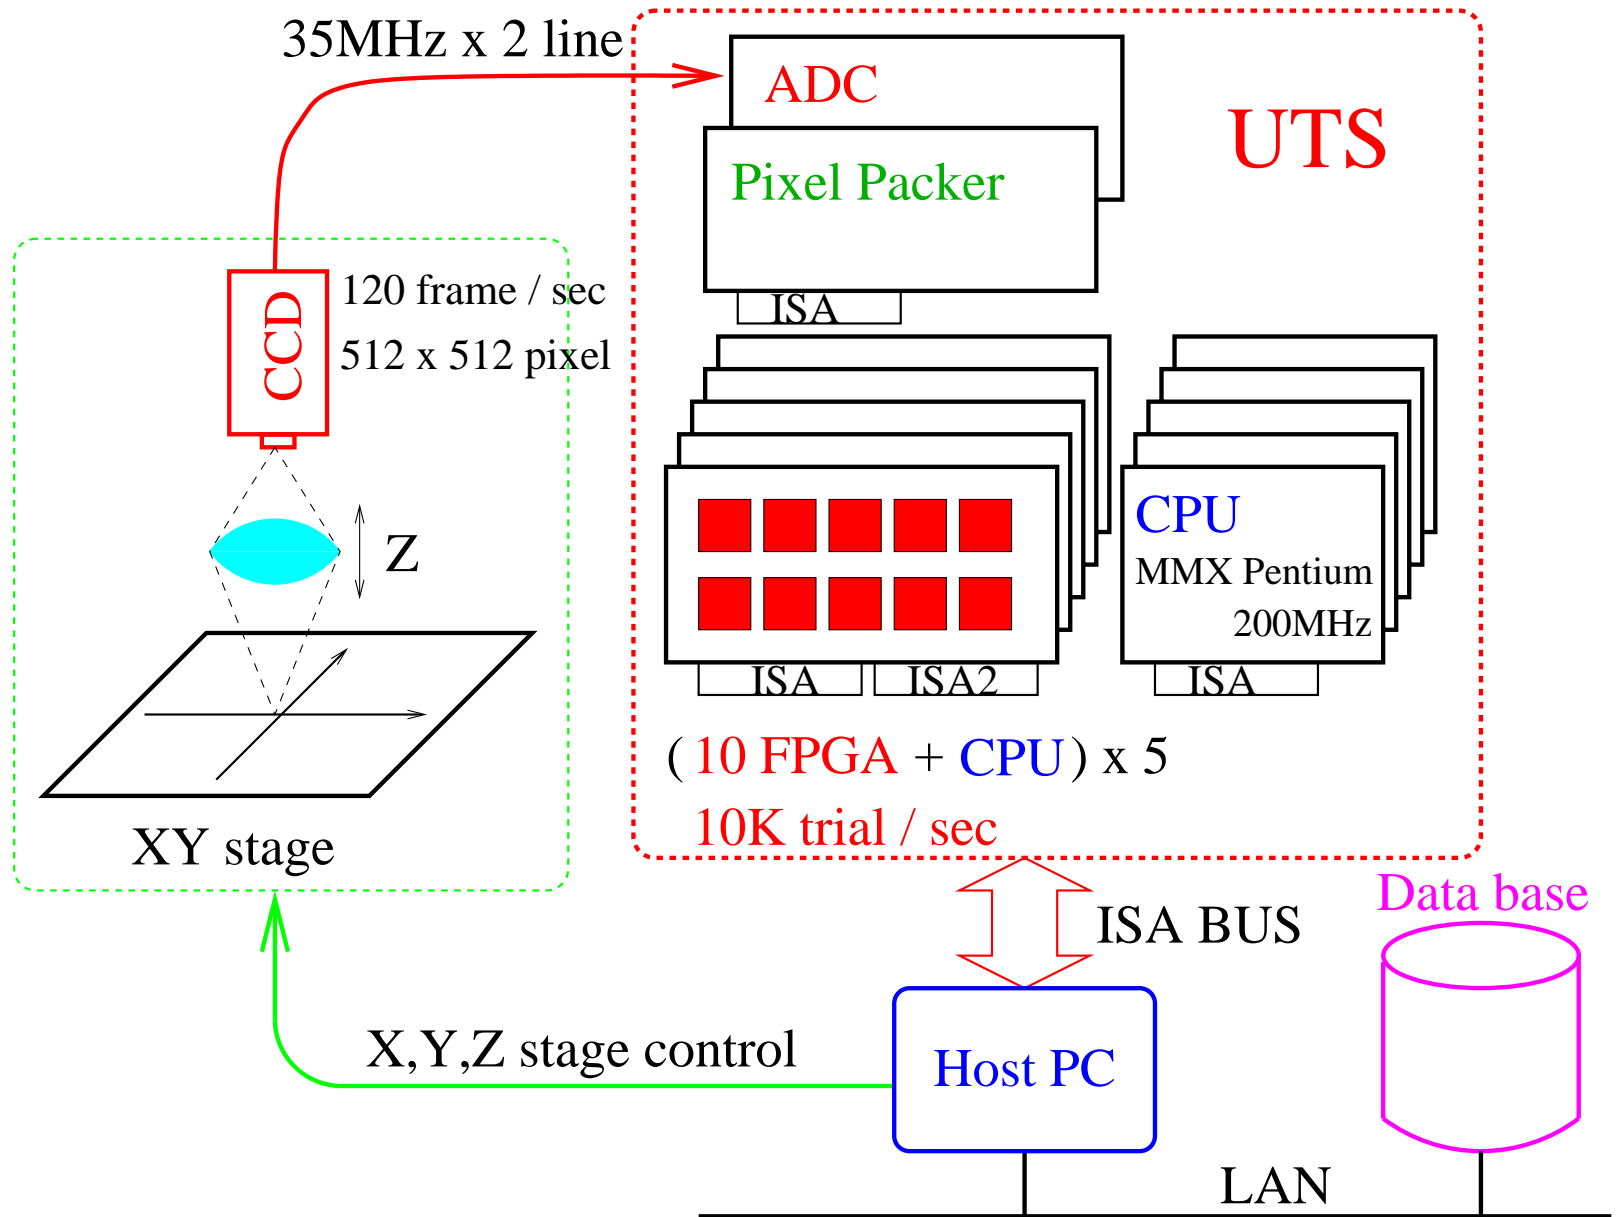 35MHz x 2 line
ADC
UTS
Pixel Packer
ISA
CCD
120 frame / sec
512 x 512 pixel
Z
XY stage
CPU
MMX Pentium
200MHz
ISA
ISA2
ISA
(10 FPGA + CPU) x 5
10K trial / sec
ISA BUS
Data base
X,Y,Z stage control
Host PC
LAN